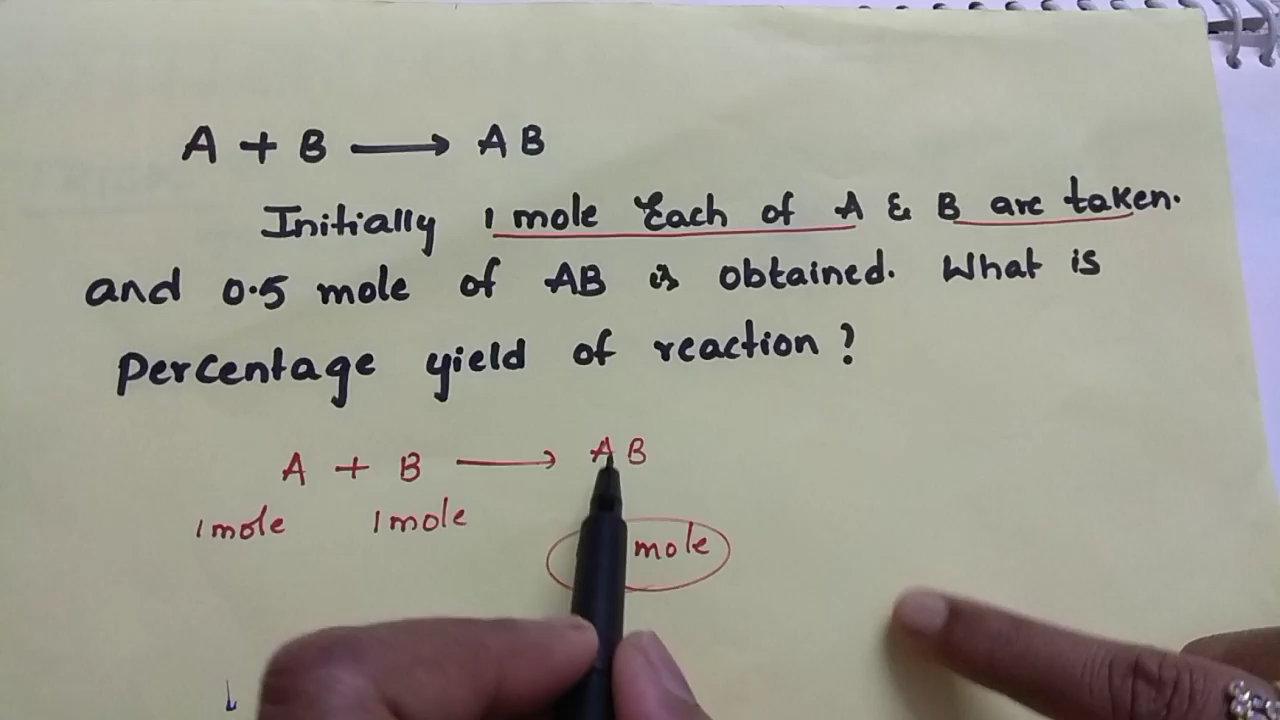 A + B ⟶ AB
Initially 1 mole Each of A & B are taken.
and 0.5 mole of AB is obtained. What is
Percentage yield of reaction?
A + B ⟶ AB
1mole 1mole mole